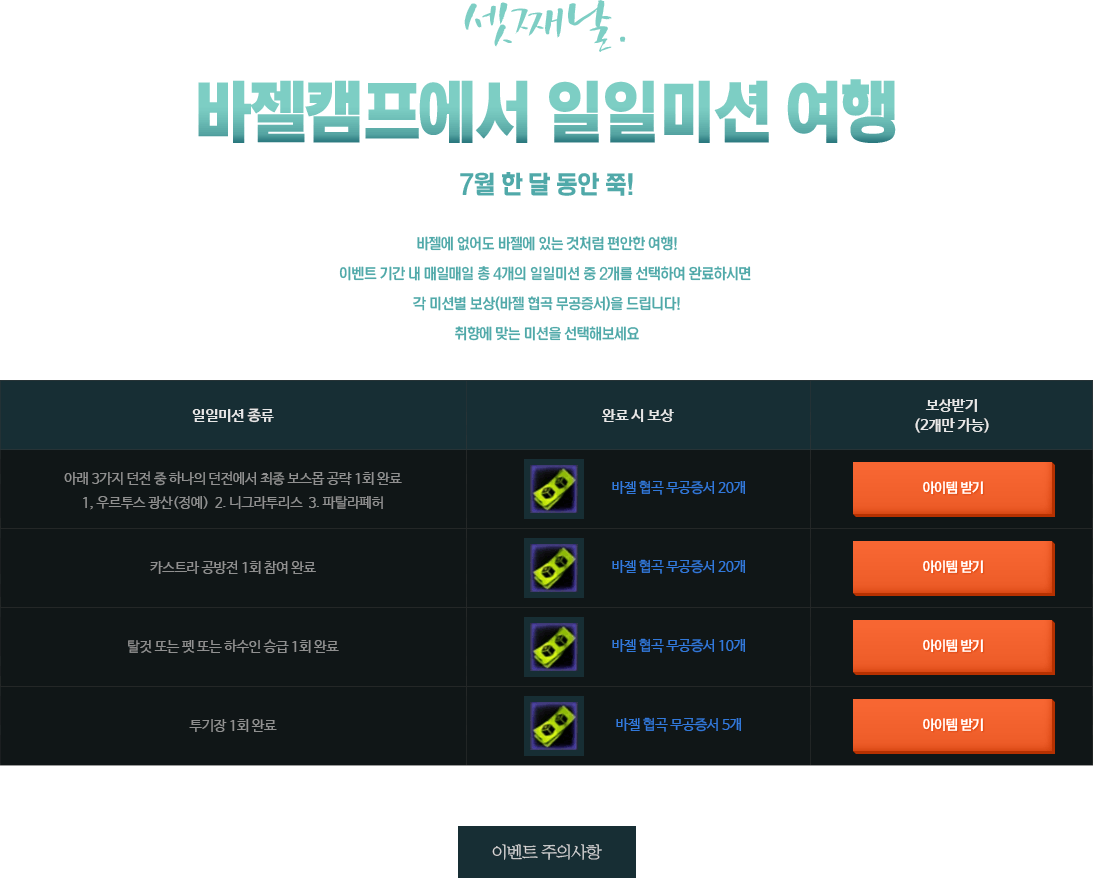 셋째날.
바젤캠프에서 일일미션 여행
7월 한 달 동안 쭉!
바젤에 없어도 바젤에 있는 것처럼 편안한 여행!
이벤트 기간 내 매일매일 총 4개의 일일미션 중 2개를 선택하여 완료하시면
각 미션별 보상(바젤 협곡 무공증서)을 드립니다!
취향에 맞는 미션을 선택해보세요
일일미션 종류
완료 시 보상
보상받기
(2개만 가능)
아래 3가지 던전 중 하나의 던전에서 최종 보스몹 공략 1회 완료
1, 우르투스 광산(정예) 2. 니그라투리스 3. 파탈라폐허
바젤 협곡 무공증서 20개
아이템 받기
카스트라 공방전 1회 참여 완료
바젤 협곡 무공증서 20개
아이템 받기
탈것 또는 펫 또는 하수인 승급 1회 완료
바젤 협곡 무공증서 10개
아이템 받기
투기장 1회 완료
바젤 협곡 무공증서 5개
아이템 받기
이벤트 주의사항